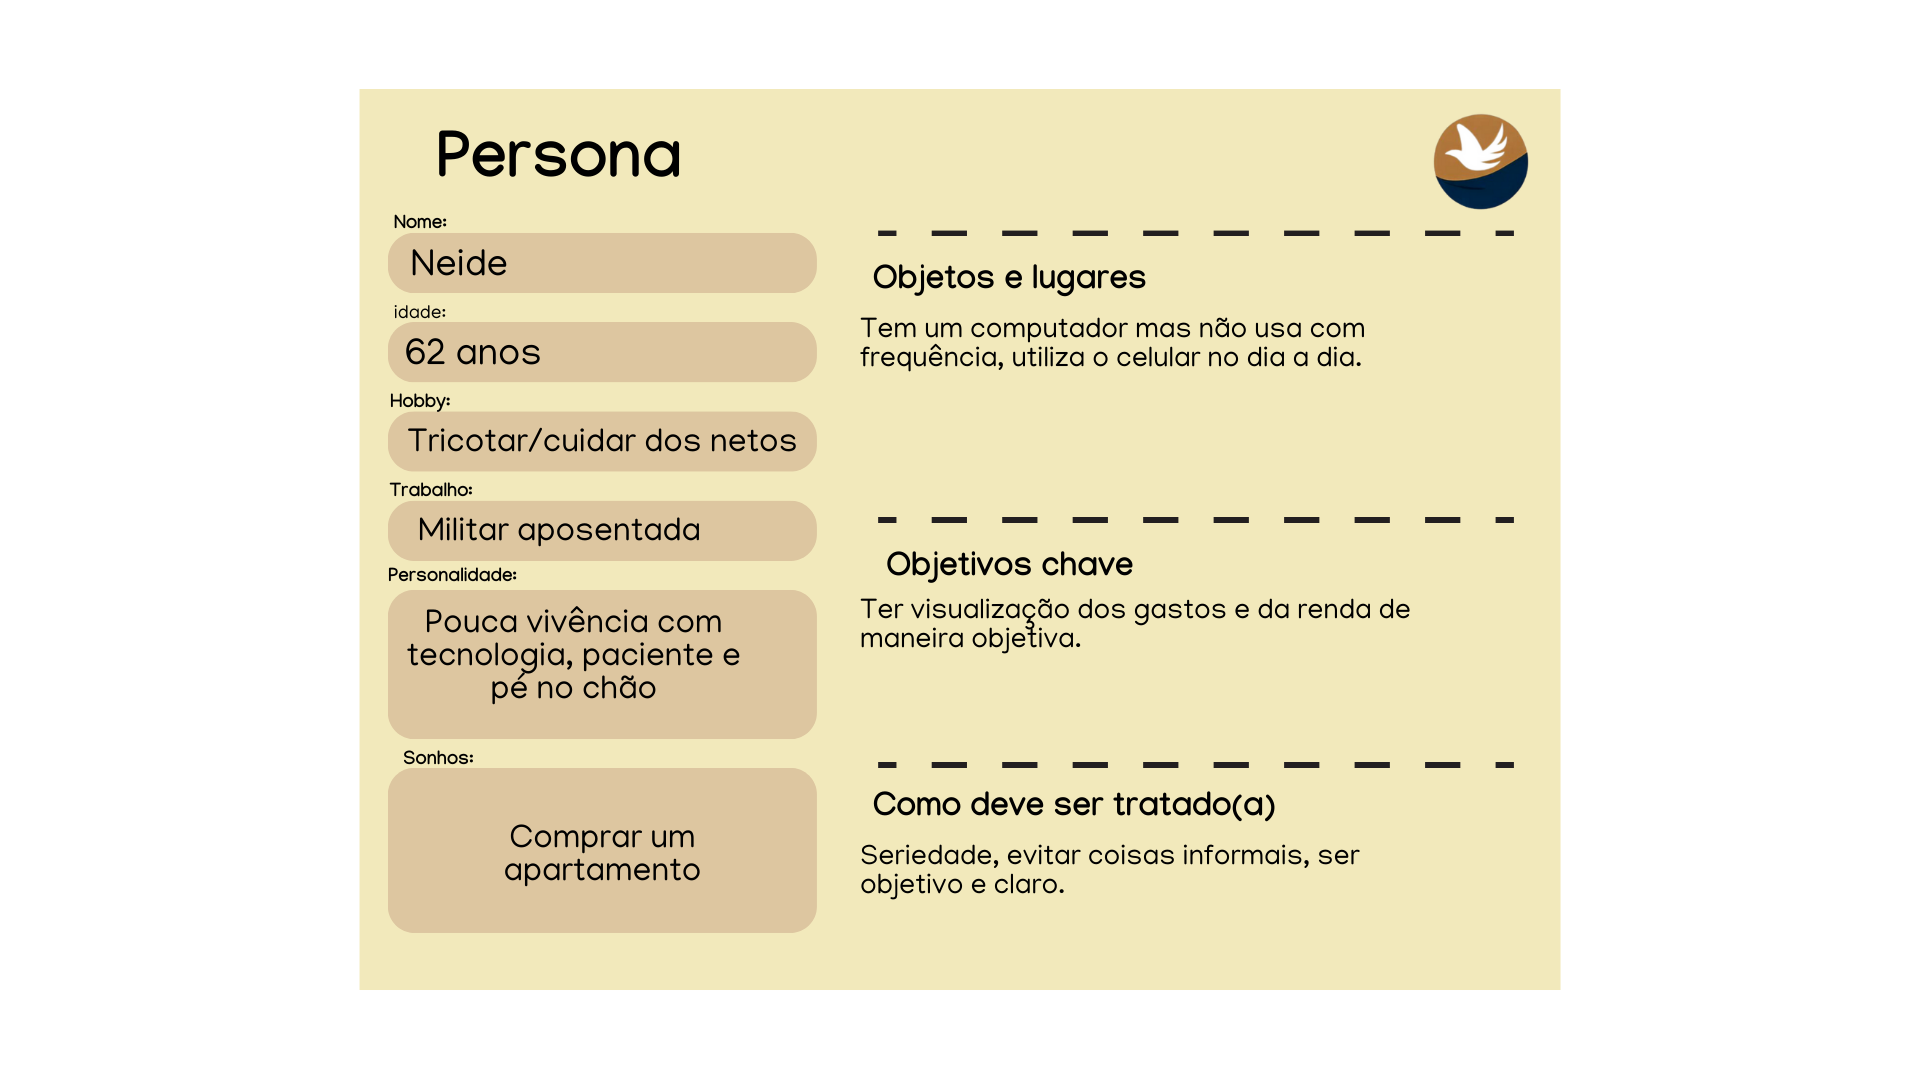 Persona
Nome:
Neide
idade:
62 anos
Hobby:
Tricotar/cuidar dos netos
Trabalho:
Militar aposentada
Personalidade:
Pouca vivência com
tecnologia, paciente e
pé no chão
Sonhos:
Comprar um
apartamento
Objetos e lugares
Tem um computador mas não usa com
frequência, utiliza o celular no dia a dia.
Objetivos chave
Ter visualização dos gastos e da renda de
maneira objetiva.
Como deve ser tratado(a)
Seriedade, evitar coisas informais, ser
objetivo e claro.